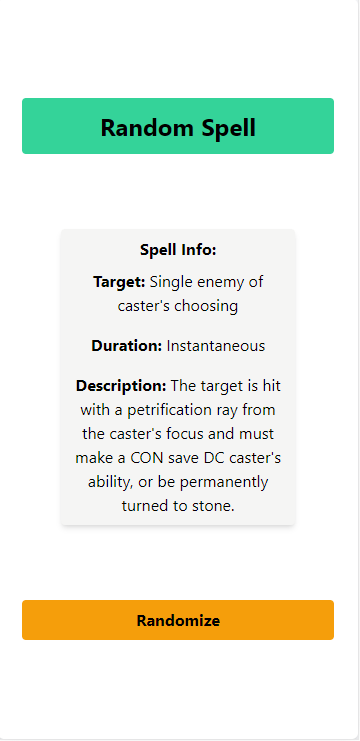 Random Spell
Spell Info:
Target: Single enemy of
caster's choosing
Duration: Instantaneous
Description: The target is hit
with a petrification ray from
the caster's focus and must
make a CON save DC caster's
ability, or be permanently
turned to stone.
Randomize